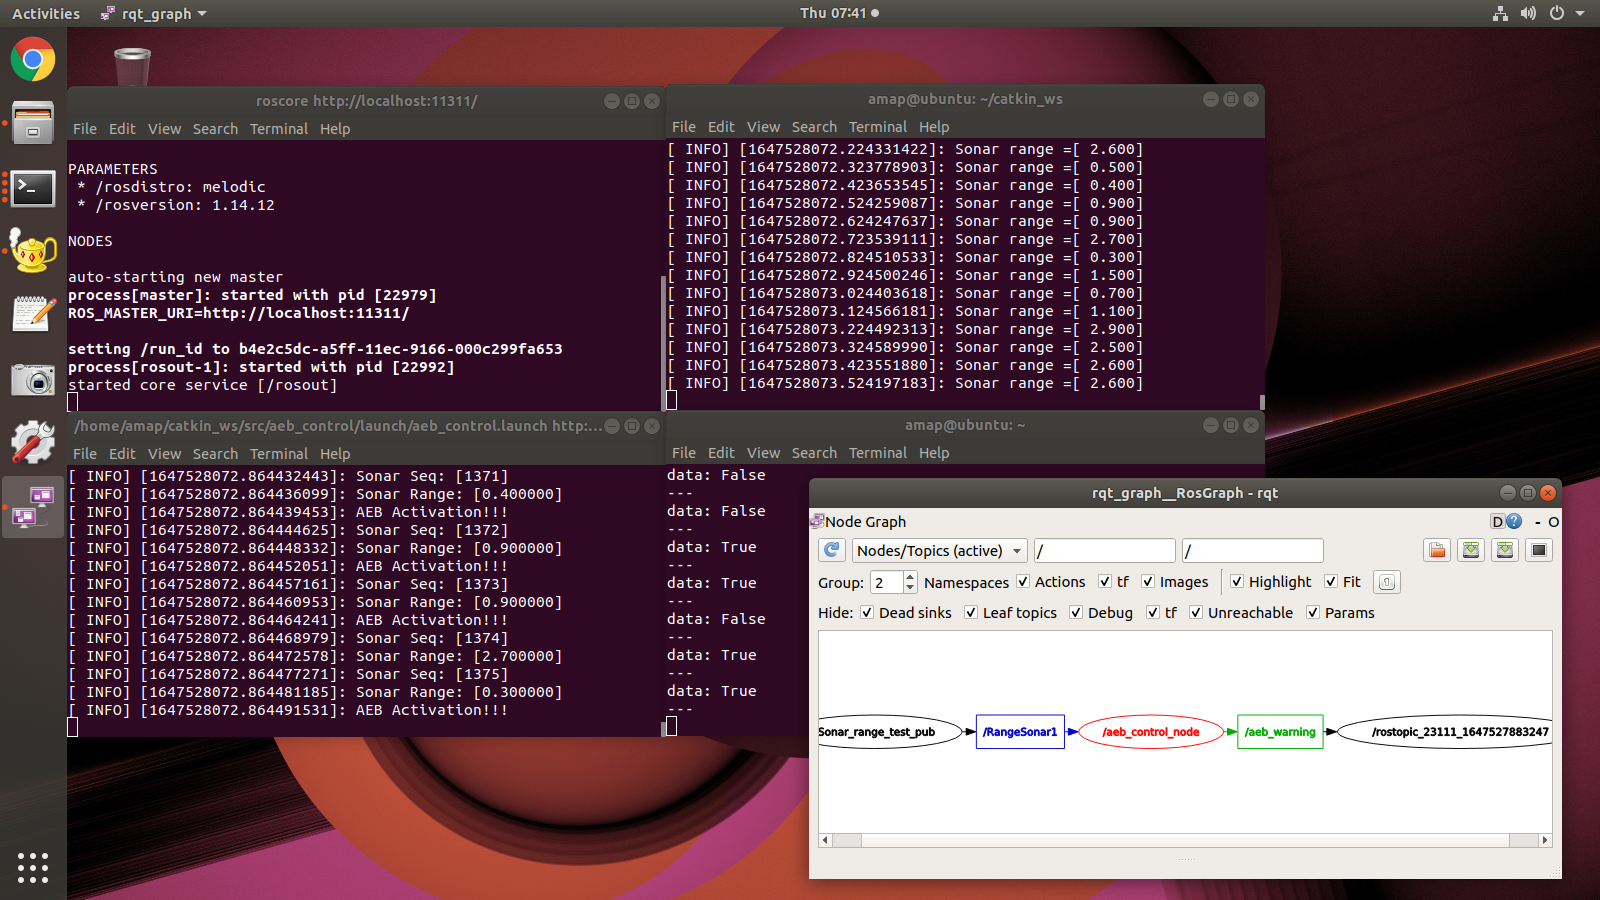 Activities
rqt_graph
Thu 07:41
roscore http://localhost:11311/
File Edit View Search Terminal Help
PARAMETERS
* /rosdistro: melodic
* /rosversion: 1.14.12
NODES
auto-starting new master
process[master]: started with pid [22979]
ROS_MASTER_URI=http://localhost:11311/
setting /run_id to b4e2c5dc-a5ff-11ec-9166-000c299fa653
process[rosout-1]: started with pid [22992]
started core service [/rosout]
amap@ubuntu: ~/catkin_ws
File Edit View Search Terminal Help
[ INFO] [1647528072.224331422]: Sonar range =[ 2.600]
[ INFO] [1647528072.323778903]: Sonar range =[ 0.500]
[ INFO] [1647528072.423653545]: Sonar range =[ 0.400]
[ INFO] [1647528072.524259087]: Sonar range =[ 0.900]
[ INFO] [1647528072.624247637]: Sonar range =[ 0.900]
[ INFO] [1647528072.723539111]: Sonar range =[ 2.700]
[ INFO] [1647528072.824510533]: Sonar range =[ 0.300]
[ INFO] [1647528072.924500246]: Sonar range =[ 1.500]
[ INFO] [1647528073.024403618]: Sonar range =[ 0.700]
[ INFO] [1647528073.124566181]: Sonar range =[ 1.100]
[ INFO] [1647528073.224492313]: Sonar range =[ 2.900]
[ INFO] [1647528073.324589990]: Sonar range =[ 2.500]
[ INFO] [1647528073.423551880]: Sonar range =[ 2.600]
[ INFO] [1647528073.524197183]: Sonar range =[ 2.600]
/home/amap/catkin_ws/src/aeb_control/launch/aeb_control.launch http:...
File Edit View Search Terminal Help
[ INFO] [1647528072.864432443]: Sonar Seq: [1371]
[ INFO] [1647528072.864436099]: Sonar Range: [0.400000]
[ INFO] [1647528072.864439453]: AEB Activation!!!
[ INFO] [1647528072.864444625]: Sonar Seq: [1372]
[ INFO] [1647528072.864448332]: Sonar Range: [0.900000]
[ INFO] [1647528072.864452051]: AEB Activation!!!
[ INFO] [1647528072.864457161]: Sonar Seq: [1373]
[ INFO] [1647528072.864460953]: Sonar Range: [0.900000]
[ INFO] [1647528072.864464241]: AEB Activation!!!
[ INFO] [1647528072.864468979]: Sonar Seq: [1374]
[ INFO] [1647528072.864472578]: Sonar Range: [2.700000]
[ INFO] [1647528072.864477271]: Sonar Seq: [1375]
[ INFO] [1647528072.864481185]: Sonar Range: [0.300000]
[ INFO] [1647528072.864491531]: AEB Activation!!!
amap@ubuntu: ~
File Edit View Search Terminal Help
data: False
---
data: False
---
data: True
---
data: True
---
data: False
---
data: True
---
data: True
---
rqt_graph__RosGraph - rqt
Node Graph
D ? - O
Nodes/Topics (active) / /
Group: 2 Namespaces Actions tf Images Highlight Fit
Hide: Dead sinks Leaf topics Debug tf Unreachable Params
Sonar_range_test_pub /RangeSonar1 /aeb_control_node /aeb_warning /rostopic_23111_1647527883247